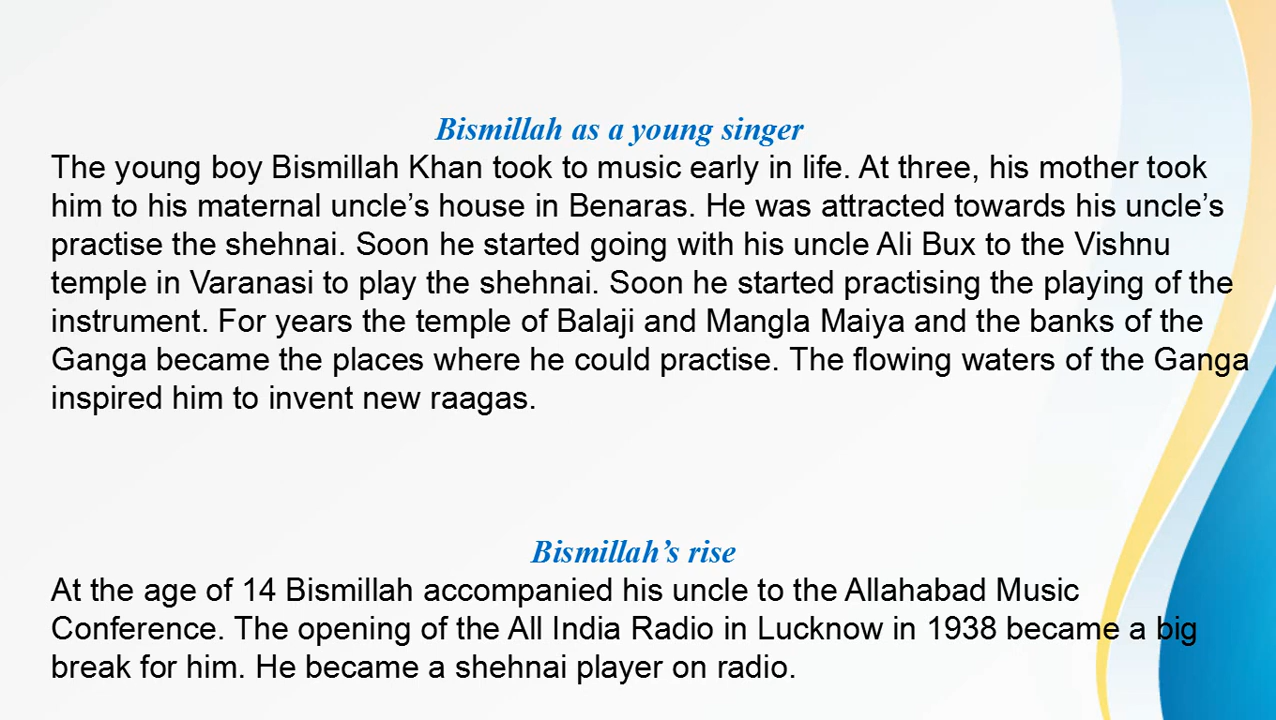 Bismillah as a young singer
The young boy Bismillah Khan took to music early in life. At three, his mother took
him to his maternal uncle’s house in Benaras. He was attracted towards his uncle’s
practise the shehnai. Soon he started going with his uncle Ali Bux to the Vishnu
temple in Varanasi to play the shehnai. Soon he started practising the playing of the
instrument. For years the temple of Balaji and Mangla Maiya and the banks of the
Ganga became the places where he could practise. The flowing waters of the Ganga
inspired him to invent new raagas.
Bismillah’s rise
At the age of 14 Bismillah accompanied his uncle to the Allahabad Music
Conference. The opening of the All India Radio in Lucknow in 1938 became a big
break for him. He became a shehnai player on radio.